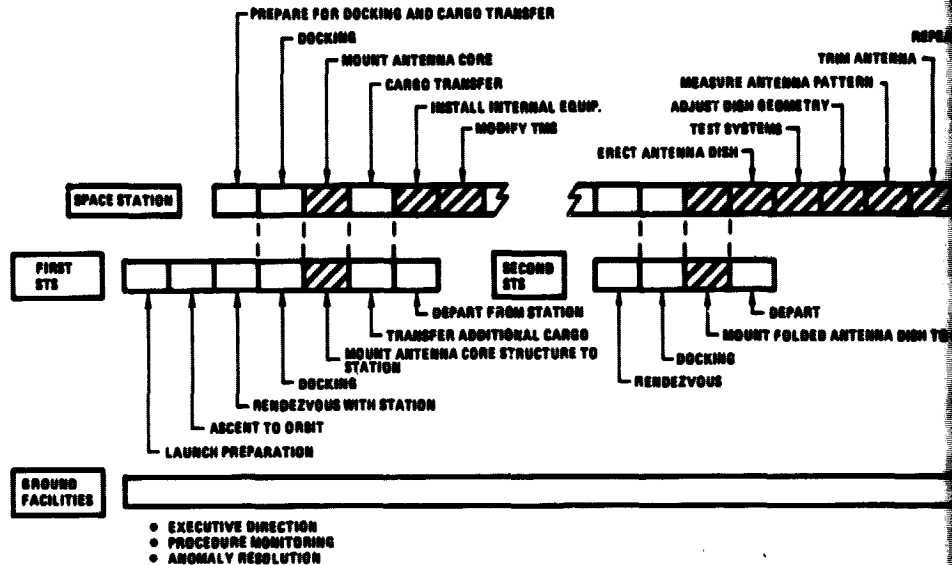 PREPARE FOR DOCKING AND CARGO TRANSFER
DOCKING
MOUNT ANTENNA CORE
CARGO TRANSFER
INSTALL INTERNAL EQUIP.
MODIFY TMS
TRIM ANTENNA
MEASURE ANTENNA PATTERN
ADJUST DISH GEOMETRY
TEST SYSTEMS
ERECT ANTENNA DISH
SPACE STATION
FIRST
STS
SECOND
STS
DEPART FROM STATION
TRANSFER ADDITIONAL CARGO
MOUNT ANTENNA CORE STRUCTURE TO
STATION
DOCKING
RENDEZVOUS WITH STATION
ASCENT TO ORBIT
LAUNCH PREPARATION
DEPART
MOUNT FOLDED ANTENNA DISH TO
DOCKING
RENDEZVOUS
GROUND
FACILITIES
• EXECUTIVE DIRECTION
• PROCEDURE MONITORING
• ANOMALY RESOLUTION